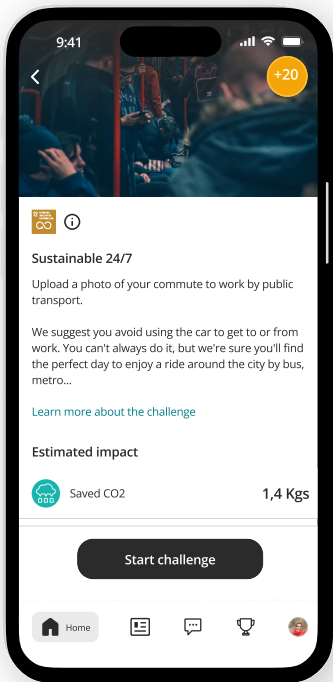 9:41
+20
12
Sustainable 24/7
Upload a photo of your commute to work by public
transport.
We suggest you avoid using the car to get to or from
work. You can't always do it, but we're sure you'll find
the perfect day to enjoy a ride around the city by bus,
metro...
Learn more about the challenge
Estimated impact
Saved CO2 1,4 Kgs
Start challenge
Home